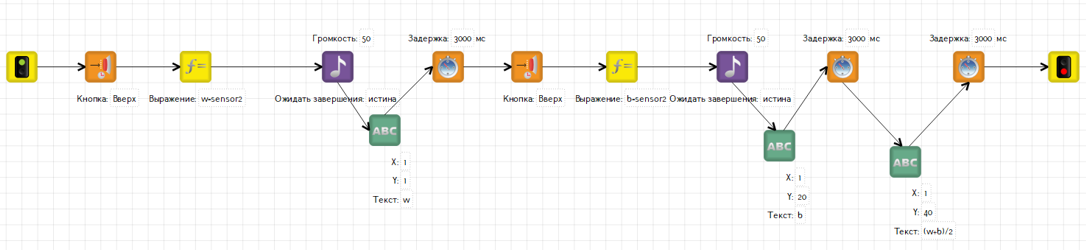 Громкость: 50
Задержка: 3000 мс
Громкость: 50
Задержка: 3000 мс
Задержка: 3000 мс
Кнопка: Вверх
Выражение: w=sensor2
Ожидать завершения: истина
Кнопка: Вверх
Выражение: b=sensor2
Ожидать завершения: истина
ABC
X: 1
Y: 1
Текст: w
ABC
X: 1
Y: 20
Текст: b
ABC
X: 1
Y: 40
Текст: (w+b)/2
f=
f=